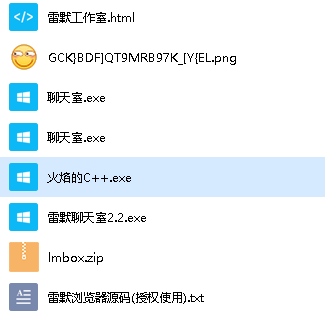 雷默工作室.html
GCK}BDF]QT9MRB97K_[Y{EL.png
聊天室.exe
聊天室.exe
火焰的C++.exe
雷默聊天室2.2.exe
lmbox.zip
雷默浏览器源码(授权使用).txt